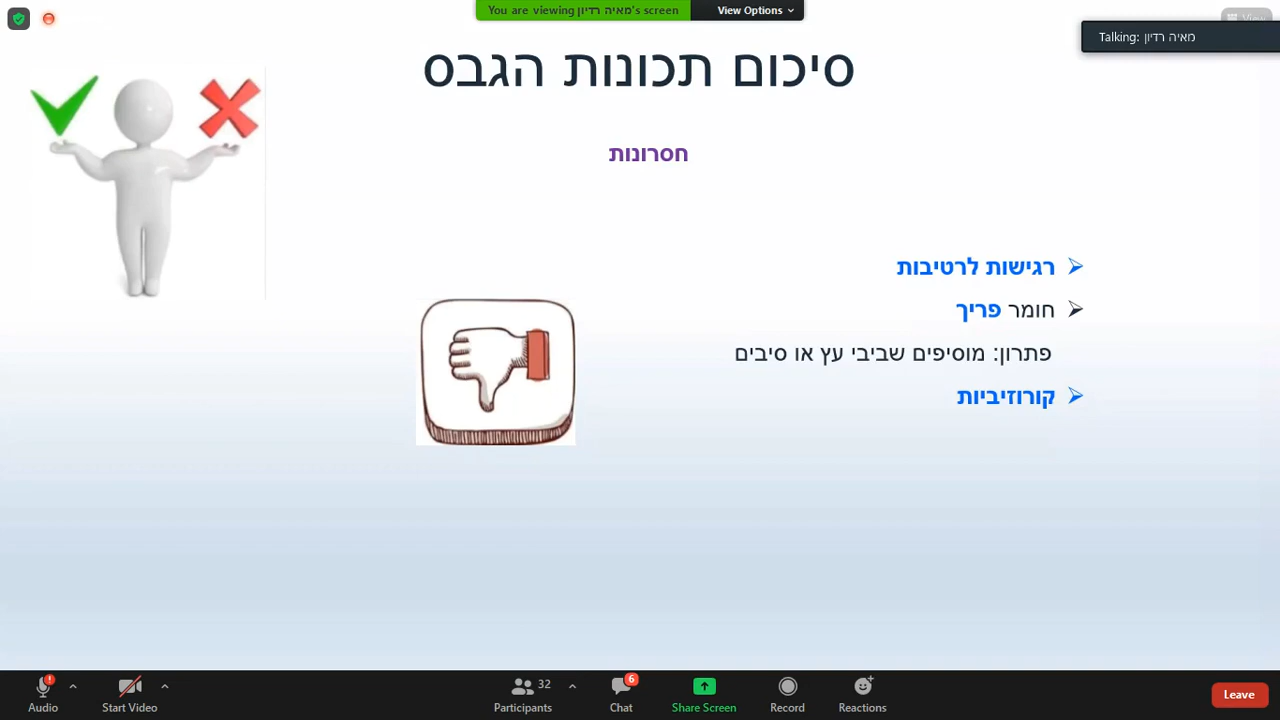 You are viewing מאיה רדיון's screen
View Options
View
Talking: מאיה רדיון
סיכום תכונות הגבס
חסרונות
רגישות לרטיבות
חומר פריך
פתרון: מוסיפים שביבי עץ או סיבים
קורוזיביות
32
6
Audio
Start Video
Participants
Chat
Share Screen
Record
Reactions
Leave